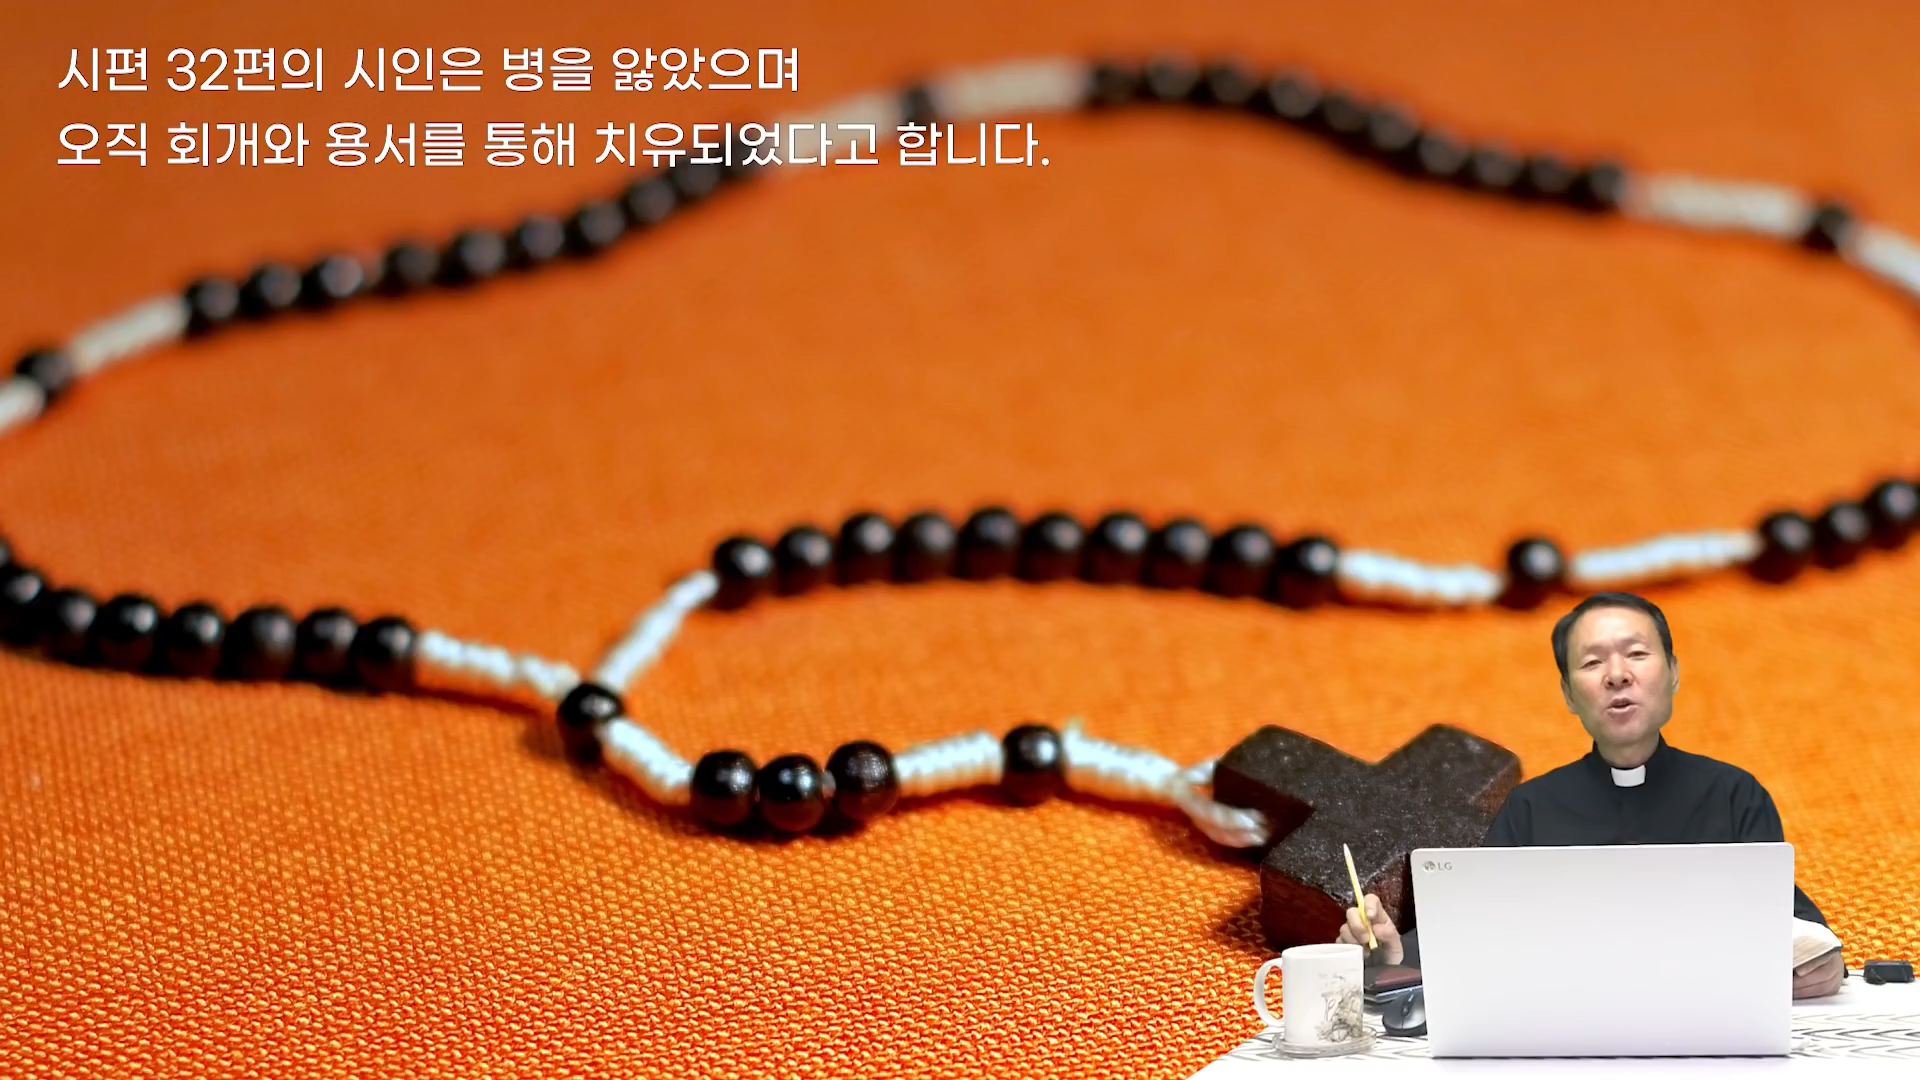 시편 32편의 시인은 병을 앓았으며
오직 회개와 용서를 통해 치유되었다고 합니다.
LG